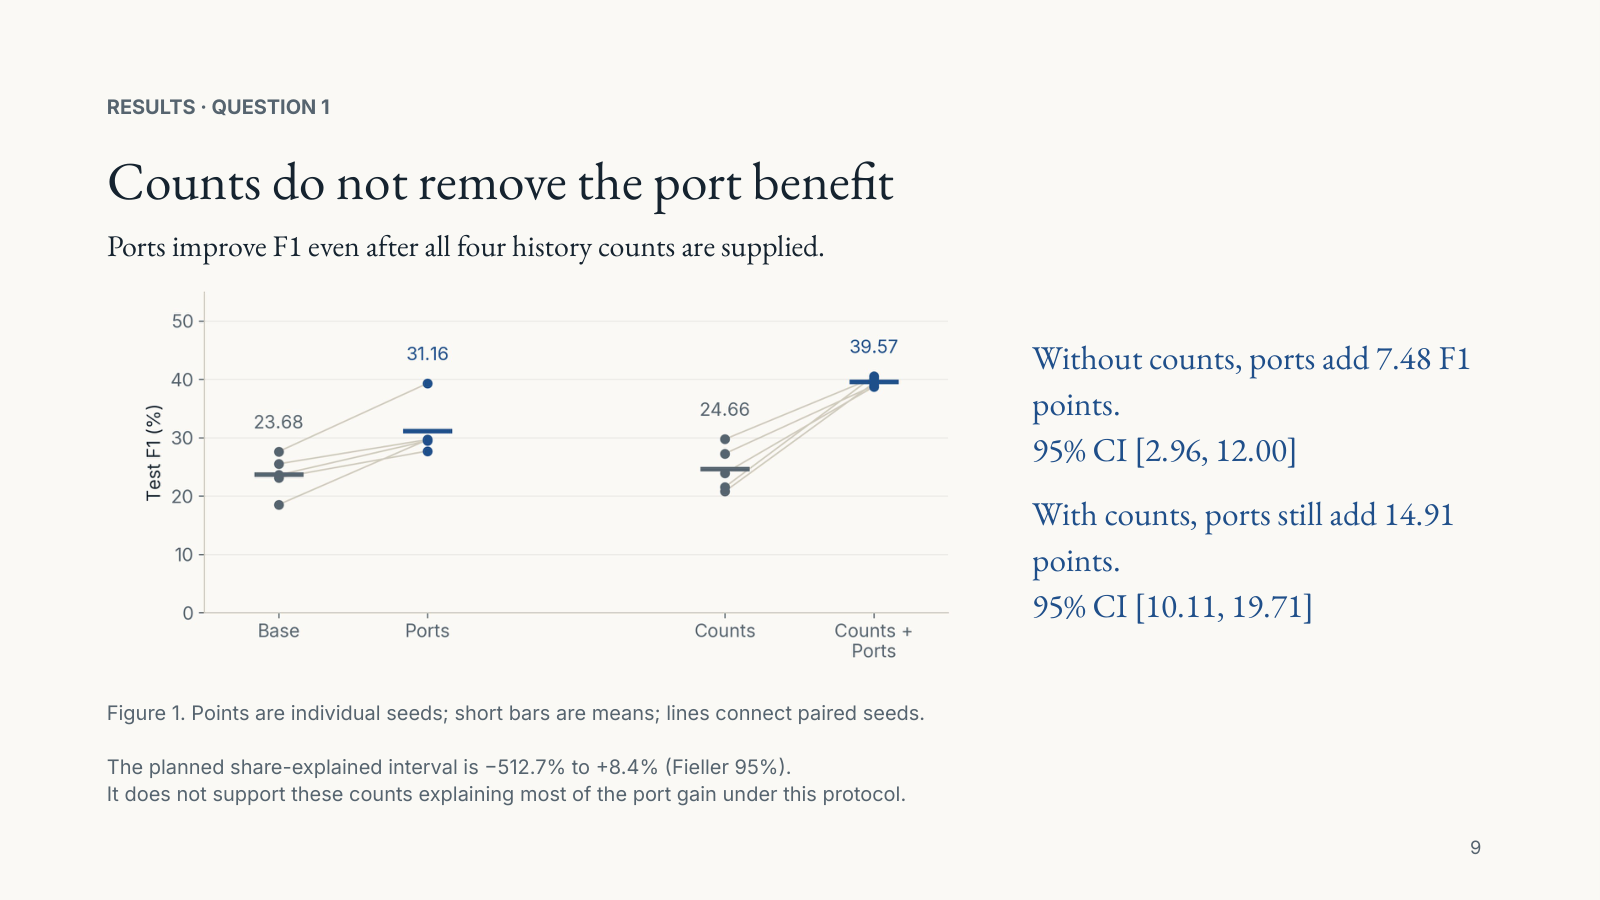 RESULTS · QUESTION 1
Counts do not remove the port benefit
Ports improve F1 even after all four history counts are supplied.
Test F1 (%)
50
40
30
20
10
0
23.68
31.16
24.66
39.57
Base
Ports
Counts
Counts +
Ports
Without counts, ports add 7.48 F1
points.
95% CI [2.96, 12.00]
With counts, ports still add 14.91
points.
95% CI [10.11, 19.71]
Figure 1. Points are individual seeds; short bars are means; lines connect paired seeds.
The planned share-explained interval is −512.7% to +8.4% (Fieller 95%).
It does not support these counts explaining most of the port gain under this protocol.
9